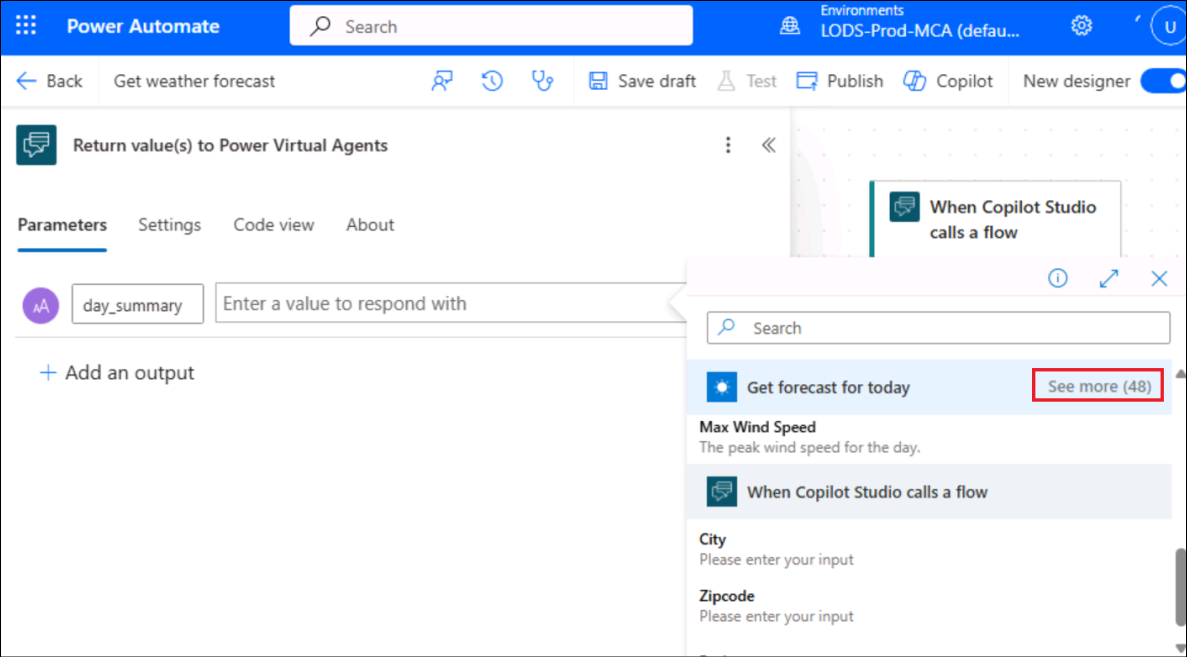 Power Automate
Search
Environments
LODS-Prod-MCA (defau...
U
Back
Get weather forecast
Save draft
Test
Publish
Copilot
New designer
Return value(s) to Power Virtual Agents
When Copilot Studio
calls a flow
Parameters
Settings
Code view
About
AA
day_summary
Enter a value to respond with
Add an output
Search
Get forecast for today
See more (48)
Max Wind Speed
The peak wind speed for the day.
When Copilot Studio calls a flow
City
Please enter your input
Zipcode
Please enter your input